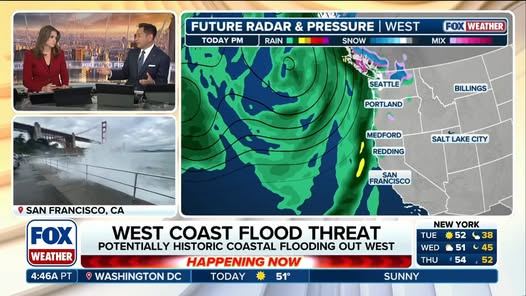 FUTURE RADAR & PRESSURE | WEST
FOX WEATHER
TODAY PM
RAIN
SNOW
MIX
SEATTLE
PORTLAND
BILLINGS
MEDFORD
REDDING
SALT LAKE CITY
SAN FRANCISCO
SAN FRANCISCO, CA
FOX
WEATHER
WEST COAST FLOOD THREAT
POTENTIALLY HISTORIC COASTAL FLOODING OUT WEST
HAPPENING NOW
NEW YORK
TUE 52 38
WED 51 45
THU 54 52
4:46A PT
WASHINGTON DC TODAY 51° SUNNY